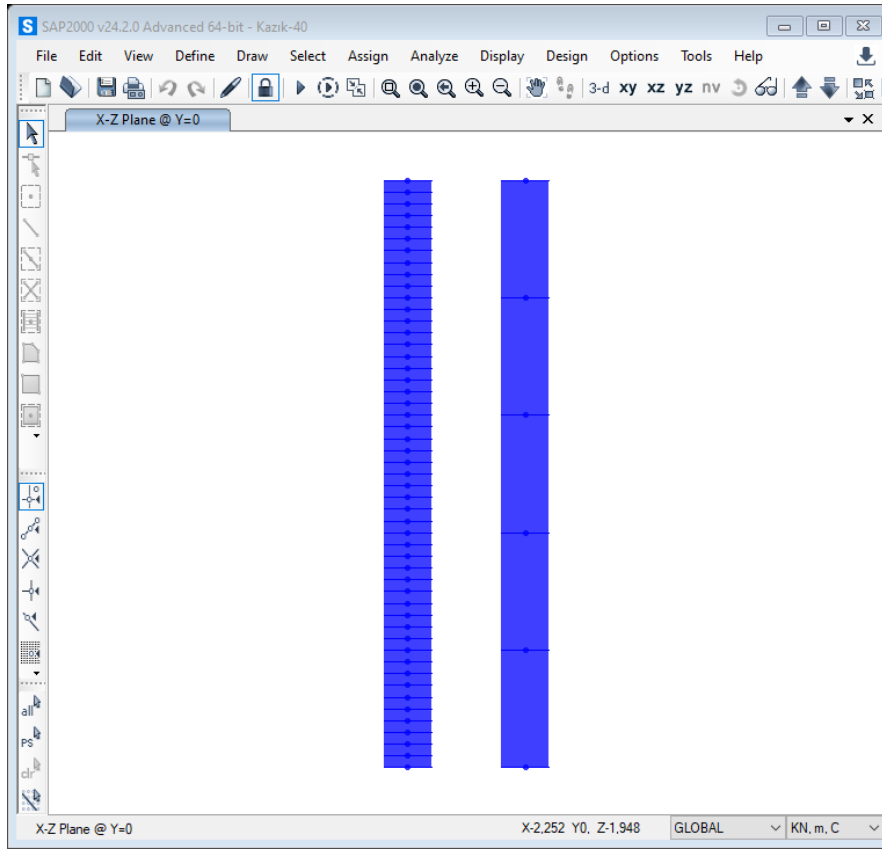 S SAP2000 v24.2.0 Advanced 64-bit - Kazık-40
File Edit View Define Draw Select Assign Analyze Display Design Options Tools Help
3-d xy xz yz nv
X-Z Plane @ Y=0
all
PS
clr
X-Z Plane @ Y=0 X-2,252 Y0, Z-1,948 GLOBAL KN, m, C